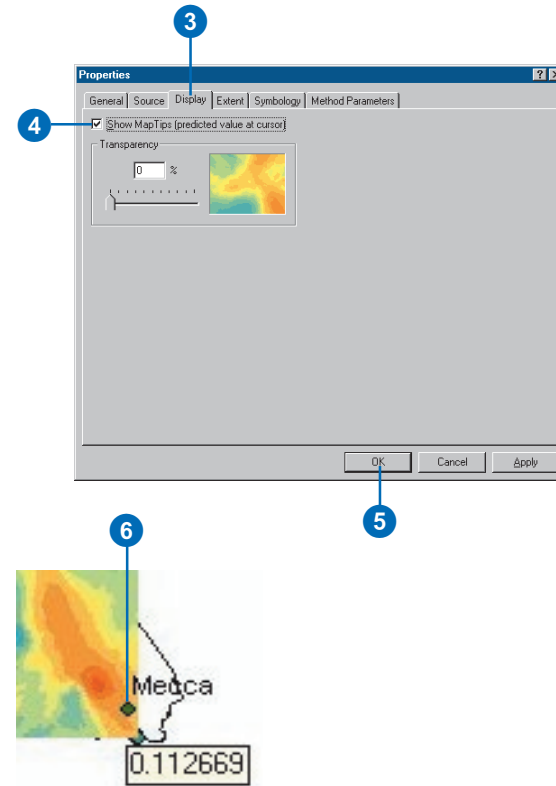 3
Properties
General Source Display Extent Symbology Method Parameters
4
Show MapTips (predicted value at cursor)
Transparency
0 %
OK Cancel Apply
5
6
Mecca
0.112669